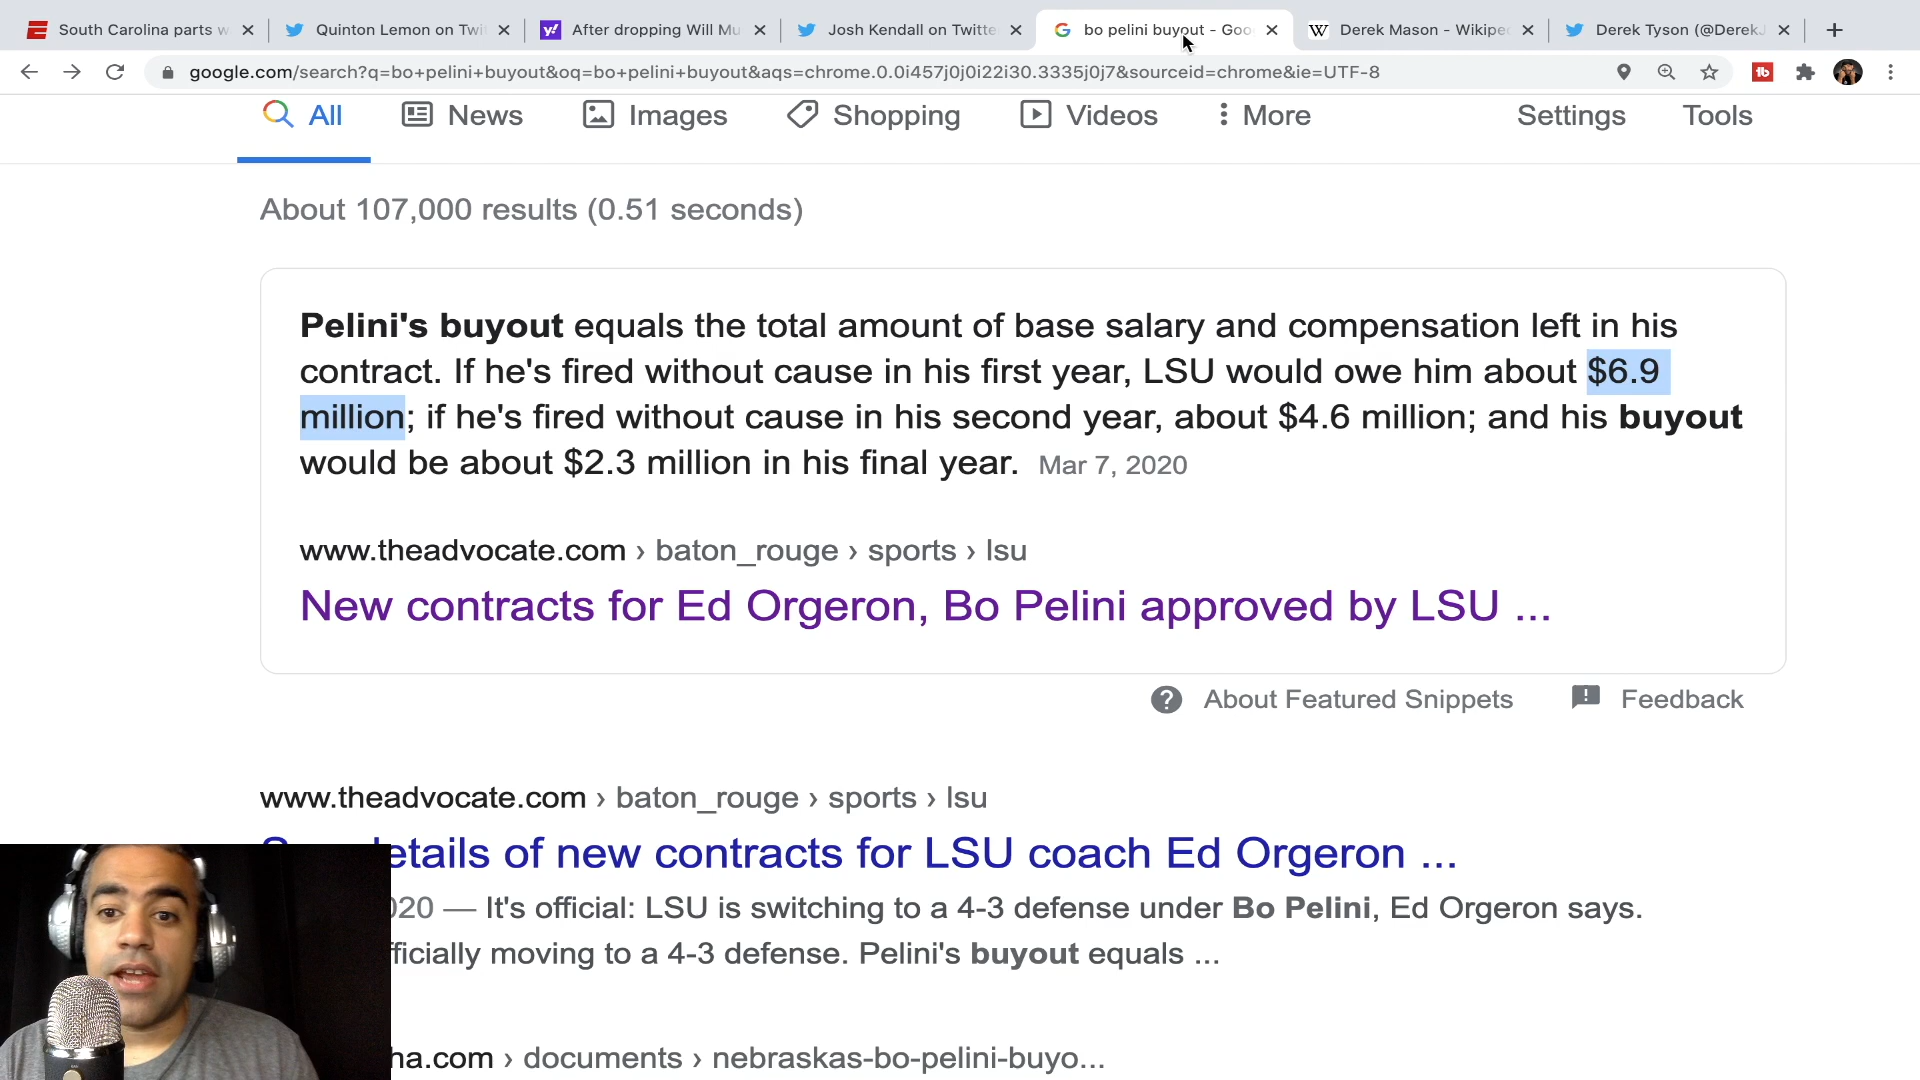 South Carolina parts w
Quinton Lemon on Twi
After dropping Will Mu
Josh Kendall on Twitte
bo pelini buyout - Goo
Derek Mason - Wikipe
Derek Tyson (@DerekJ
google.com/search?q=bo+pelini+buyout&oq=bo+pelini+buyout&aqs=chrome.0.0i457j0j0i22i30.3335j0j7&sourceid=chrome&ie=UTF-8
All News Images Shopping Videos More Settings Tools
About 107,000 results (0.51 seconds)
Pelini's buyout equals the total amount of base salary and compensation left in his
contract. If he's fired without cause in his first year, LSU would owe him about $6.9
million; if he's fired without cause in his second year, about $4.6 million; and his buyout
would be about $2.3 million in his final year. Mar 7, 2020
www.theadvocate.com › baton_rouge › sports › lsu
New contracts for Ed Orgeron, Bo Pelini approved by LSU ...
About Featured Snippets Feedback
www.theadvocate.com › baton_rouge › sports › lsu
etails of new contracts for LSU coach Ed Orgeron ...
020 — It's official: LSU is switching to a 4-3 defense under Bo Pelini, Ed Orgeron says.
fficially moving to a 4-3 defense. Pelini's buyout equals ...
ha.com › documents › nebraskas-bo-pelini-buyo...